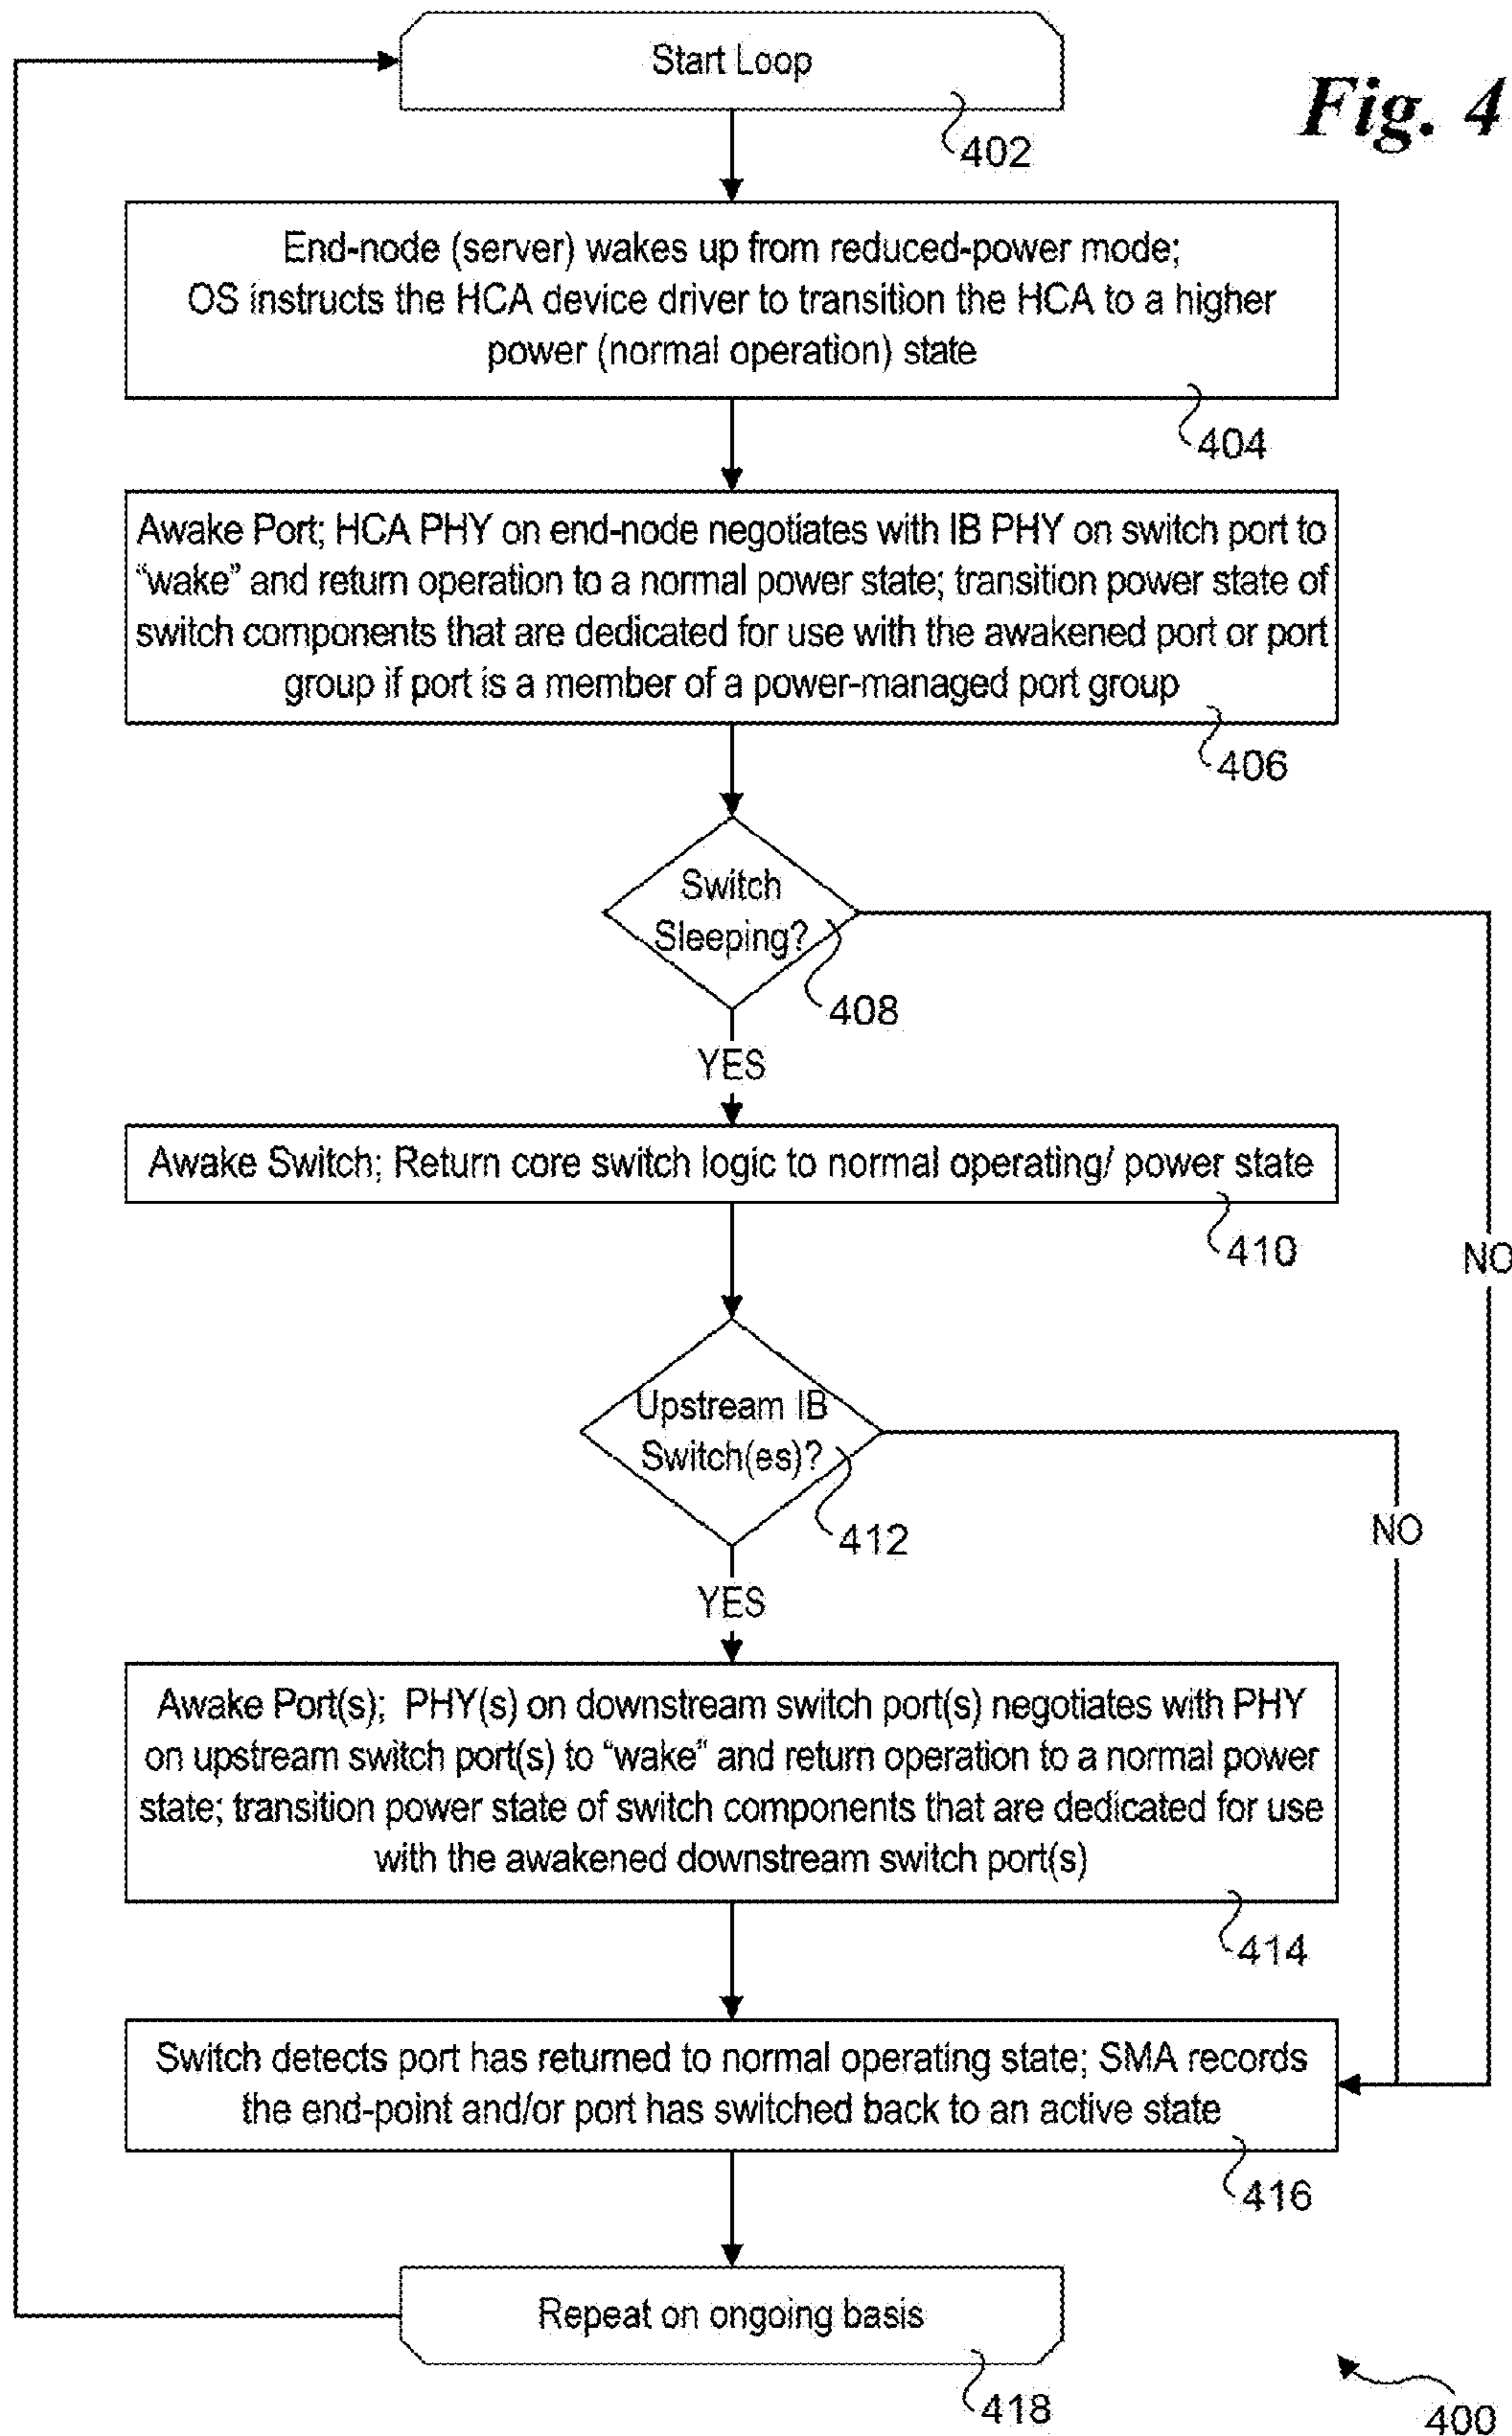 Start Loop
Fig. 4
402
End-node (server) wakes up from reduced-power mode;
OS instructs the HCA device driver to transition the HCA to a higher
power (normal operation) state
404
Awake Port; HCA PHY on end-node negotiates with IB PHY on switch port to
“wake” and return operation to a normal power state; transition power state of
switch components that are dedicated for use with the awakened port or port
group if port is a member of a power-managed port group
406
Switch
Sleeping?
408
YES
Awake Switch; Return core switch logic to normal operating/ power state
410
NO
Upstream IB
Switch(es)?
412
NO
YES
Awake Port(s); PHY(s) on downstream switch port(s) negotiates with PHY
on upstream switch port(s) to “wake” and return operation to a normal power
state; transition power state of switch components that are dedicated for use
with the awakened downstream switch port(s)
414
Switch detects port has returned to normal operating state; SMA records
the end-point and/or port has switched back to an active state
416
Repeat on ongoing basis
418
400